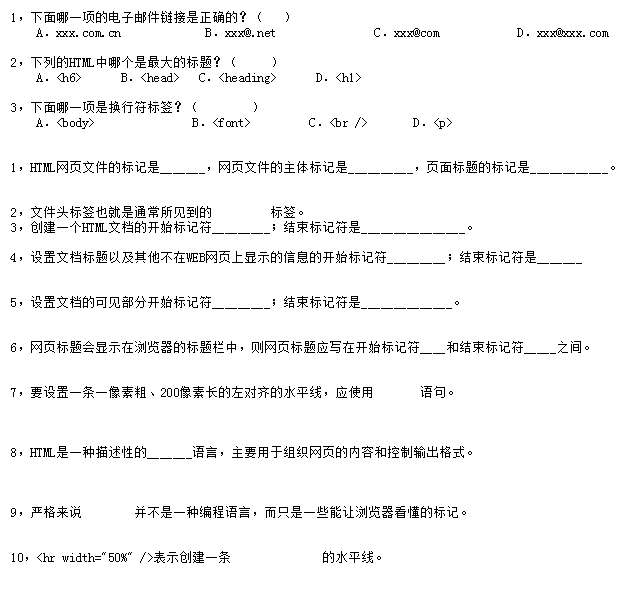 1，下面哪一项的电子邮件链接是正确的？（ ）
A．xxx.com.cn B．xxx@.net C．xxx@com D．xxx@xxx.com
2，下列的HTML中哪个是最大的标题？（ ）
A．<h6> B．<head> C．<heading> D．<h1>
3，下面哪一项是换行符标签？（ ）
A．<body> B．<font> C．<br /> D．<p>
1，HTML网页文件的标记是_______，网页文件的主体标记是__________，页面标题的标记是____________。
2，文件头标签也就是通常所见到的 标签。
3，创建一个HTML文档的开始标记符_________；结束标记符是________________。
4，设置文档标题以及其他不在WEB网页上显示的信息的开始标记符_________；结束标记符是_______
5，设置文档的可见部分开始标记符_________；结束标记符是______________。
6，网页标题会显示在浏览器的标题栏中，则网页标题应写在开始标记符____和结束标记符_____之间。
7，要设置一条一像素粗、200像素长的左对齐的水平线，应使用 语句。
8，HTML是一种描述性的_______语言，主要用于组织网页的内容和控制输出格式。
9，严格来说 并不是一种编程语言，而只是一些能让浏览器看懂的标记。
10，<hr width="50%" />表示创建一条 的水平线。